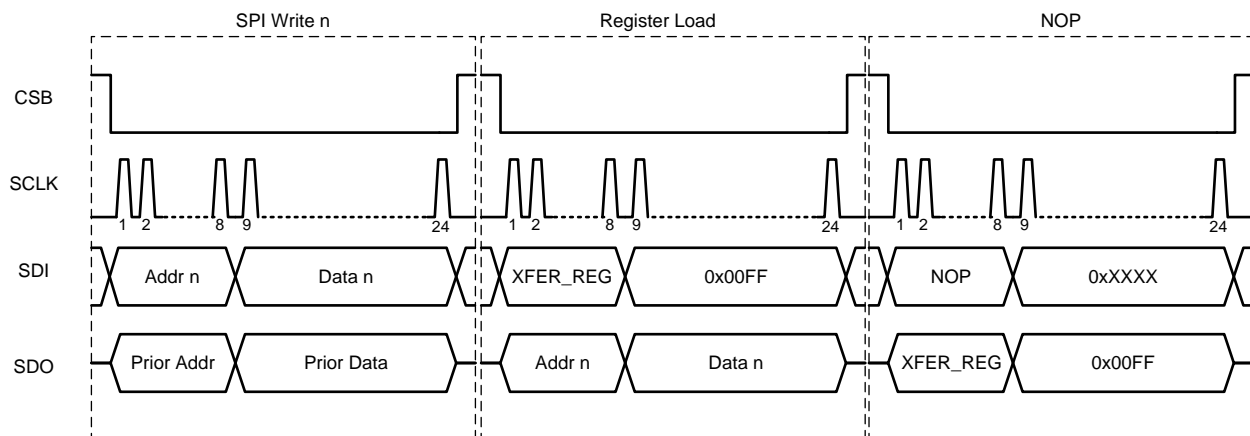 SPI Write n Register Load NOP
CSB
SCLK
1 2 8 9 24 1 2 8 9 24 1 2 8 9 24
SDI Addr n Data n XFER_REG 0x00FF NOP 0xXXXX
SDO Prior Addr Prior Data Addr n Data n XFER_REG 0x00FF